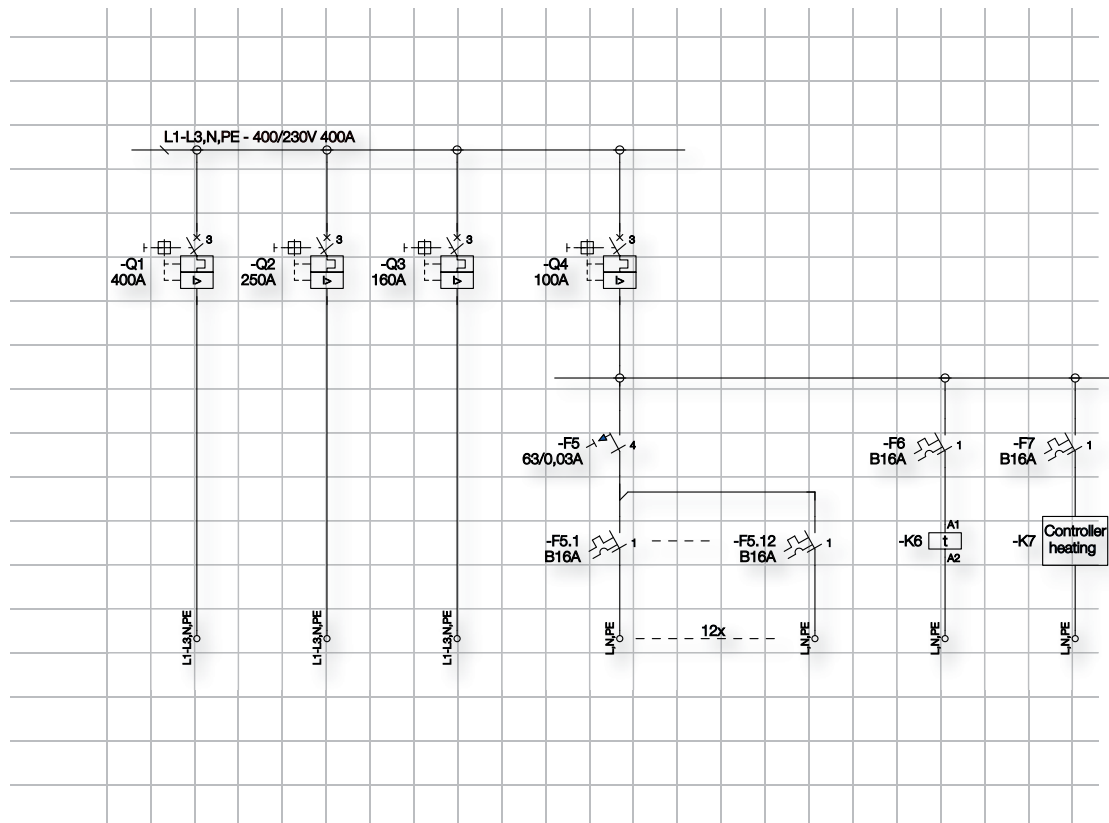 L1-L3,N,PE - 400/230V 400A
3
-Q1
400A
3
-Q2
250A
3
-Q3
160A
3
-Q4
100A
-F5
63/0,03A
4
-F6
B16A
1
-F7
B16A
1
-F5.1
B16A
1
-F5.12
B16A
1
-K6
A1
t
A2
-K7
Controller
heating
L1-L3,N,PE
L1-L3,N,PE
L1-L3,N,PE
L,N,PE
12x
L,N,PE
L,N,PE
L,N,PE